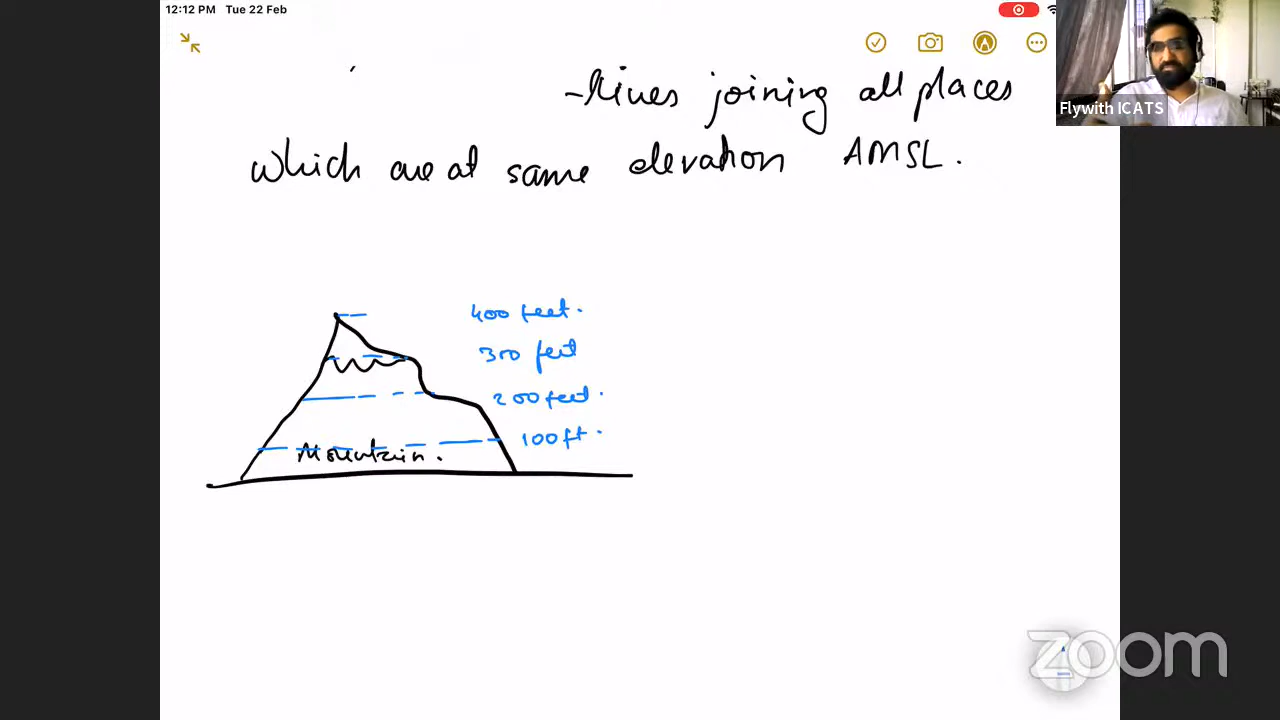 12:12 PM Tue 22 Feb
-lines joining all places
Flywith ICATS
which are at same elevation AMSL.
400 feet.
300 feet
200 feet.
100 ft.
Mountain.
zoom